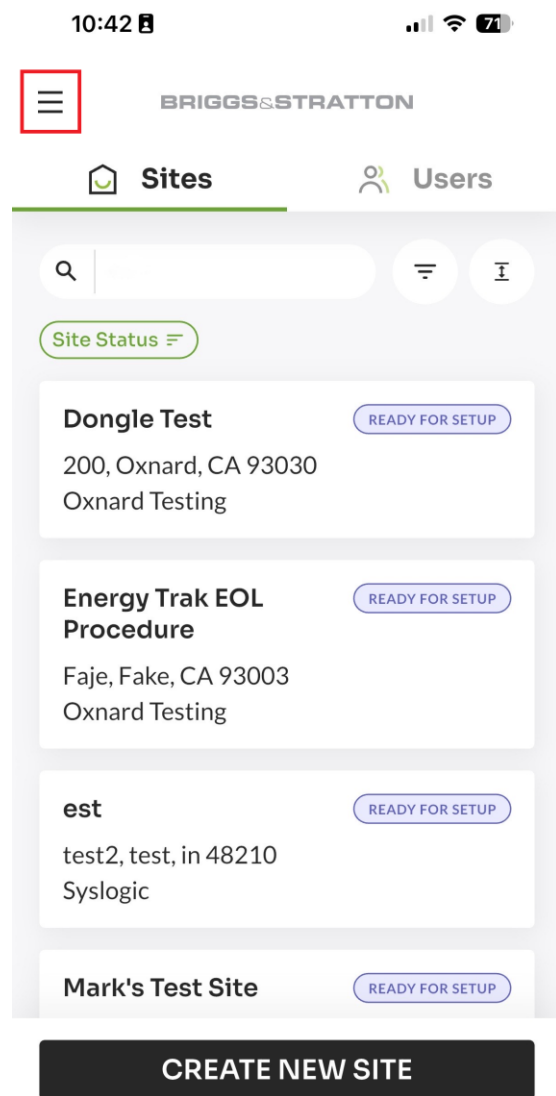 10:42
71
BRIGGS&STRATTON
Sites
Users
Site Status
Dongle Test
READY FOR SETUP
200, Oxnard, CA 93030
Oxnard Testing
Energy Trak EOL
Procedure
READY FOR SETUP
Faje, Fake, CA 93003
Oxnard Testing
est
READY FOR SETUP
test2, test, in 48210
Syslogic
Mark's Test Site
READY FOR SETUP
CREATE NEW SITE